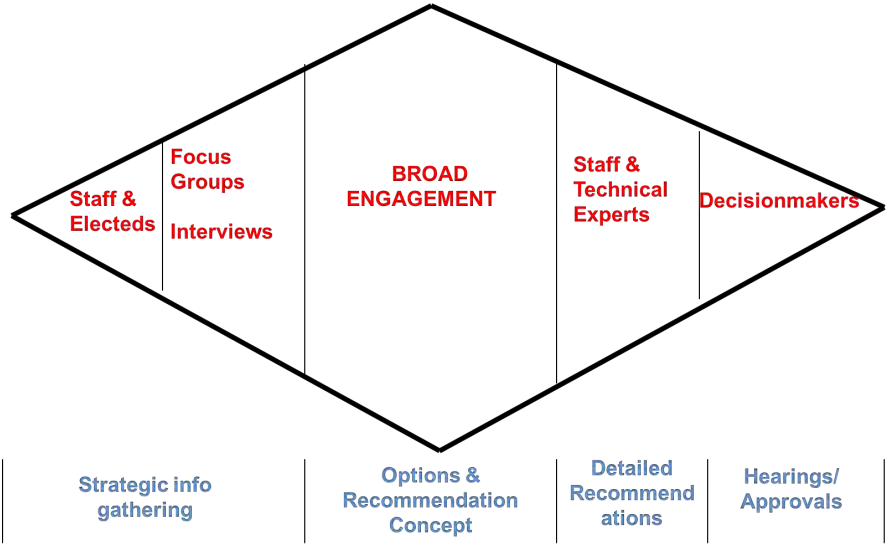 Staff &
Electeds
Focus
Groups
Interviews
BROAD
ENGAGEMENT
Staff &
Technical
Experts
Decisionmakers
Strategic info
gathering
Options &
Recommendation
Concept
Detailed
Recommend
ations
Hearings/
Approvals